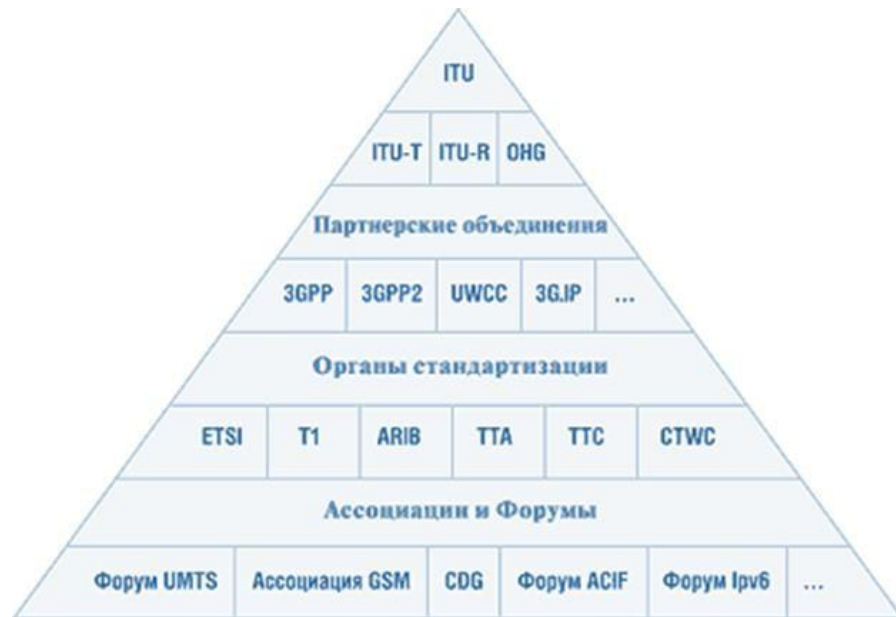 ITU
ITU-T ITU-R OHG
Партнерские объединения
3GPP 3GPP2 UWCC 3G.IP ...
Органы стандартизации
ETSI T1 ARIB TTA TTC CTWC
Ассоциации и Форумы
Форум UMTS Ассоциация GSM CDG Форум ACIF Форум Ipv6 ...